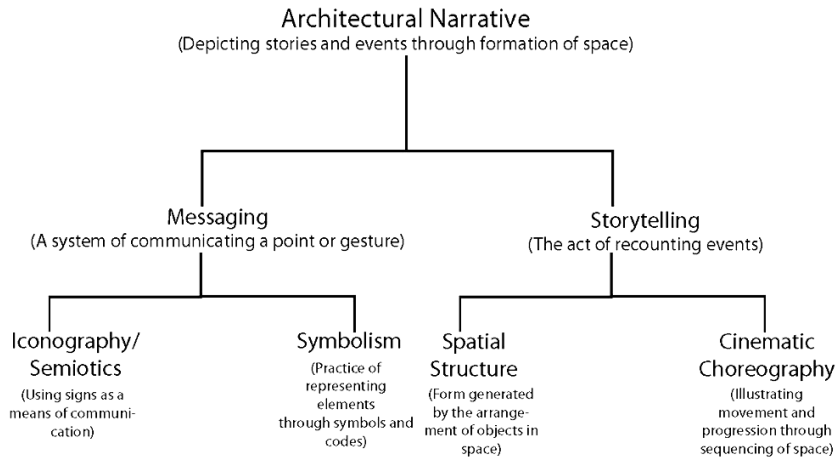 Architectural Narrative
(Depicting stories and events through formation of space)
Messaging
(A system of communicating a point or gesture)
Storytelling
(The act of recounting events)
Iconography/
Semiotics
(Using signs as a
means of communi-
cation)
Symbolism
(Practice of
representing
elements
through symbols and
codes)
Spatial
Structure
(Form generated
by the arrange-
ment of objects in
space)
Cinematic
Choreography
(Illustrating
movement and
progression through
sequencing of space)